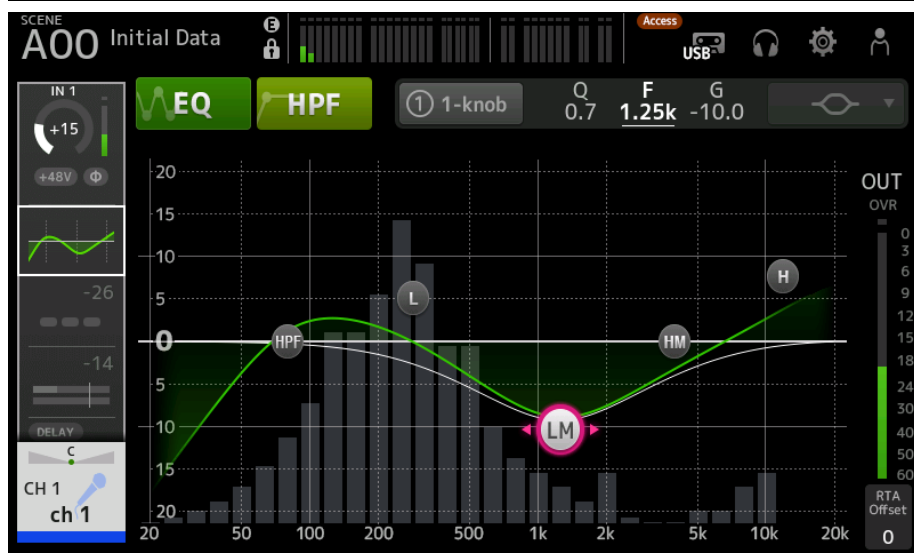 SCENE
A00 Initial Data
E
Access
USB
IN 1
+15
+48V Φ
-26
-14
DELAY
C
CH 1
ch 1
EQ
HPF
1 1-knob
Q F G
0.7 1.25k -10.0
20
15
10
5
0
5
10
15
20
L
H
HPF
HM
LM
20 50 100 200 500 1k 2k 5k 10k 20k
OUT
OVR
0
3
6
9
12
15
18
24
30
40
50
60
RTA
Offset
0